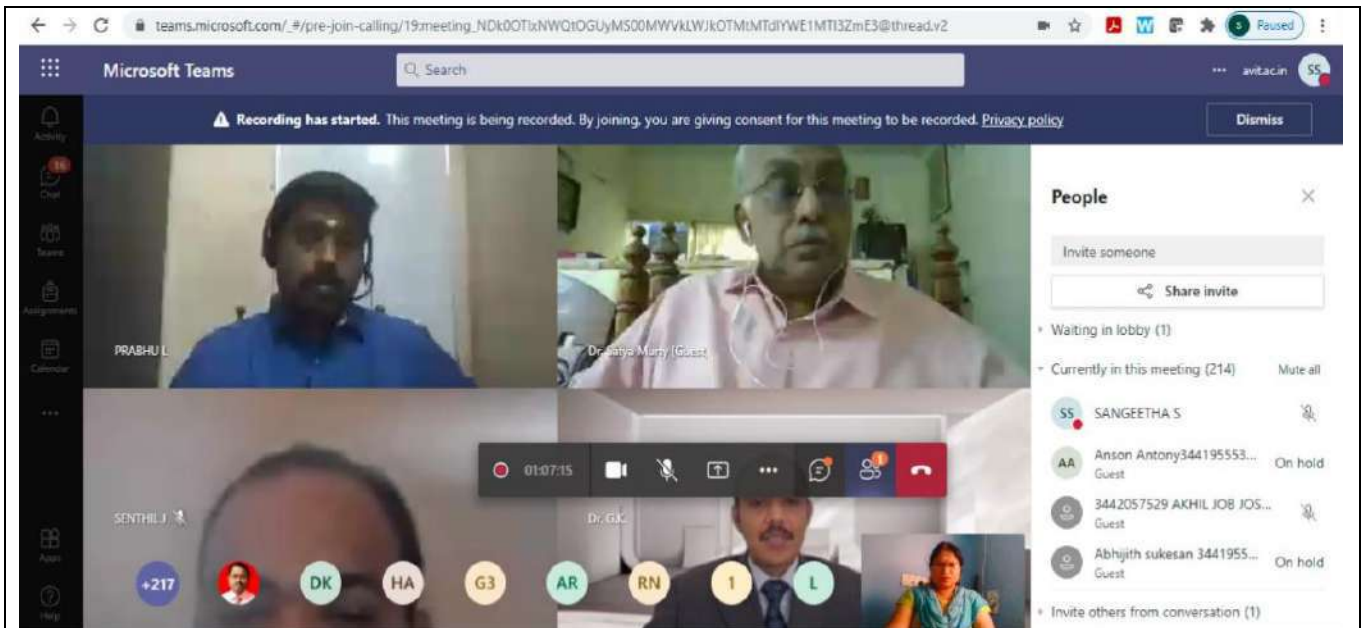 teams.microsoft.com/_#/pre-join-calling/19:meeting_NDk0OTIxNWQtOGUyMS00MWVkLWJkOTMtMTdlYWE1MTI3ZmE3@thread.v2
S Paused
Microsoft Teams
Search
avit.ac.in SS
Recording has started. This meeting is being recorded. By joining, you are giving consent for this meeting to be recorded. Privacy policy
Dismiss
Activity
16
Chat
Teams
Assignments
Calendar
Apps
Help
PRABHU L
Dr. Satya Murty (Guest)
SENTHIL J
Dr. G.K.
01:07:15
1
+217
DK
HA
G3
AR
RN
1
L
People
Invite someone
Share invite
Waiting in lobby (1)
Currently in this meeting (214) Mute all
SS SANGEETHA S
AA Anson Antony344195553... On hold
Guest
3442057529 AKHIL JOB JOS...
Guest
Abhijith sukesan 3441955... On hold
Guest
Invite others from conversation (1)